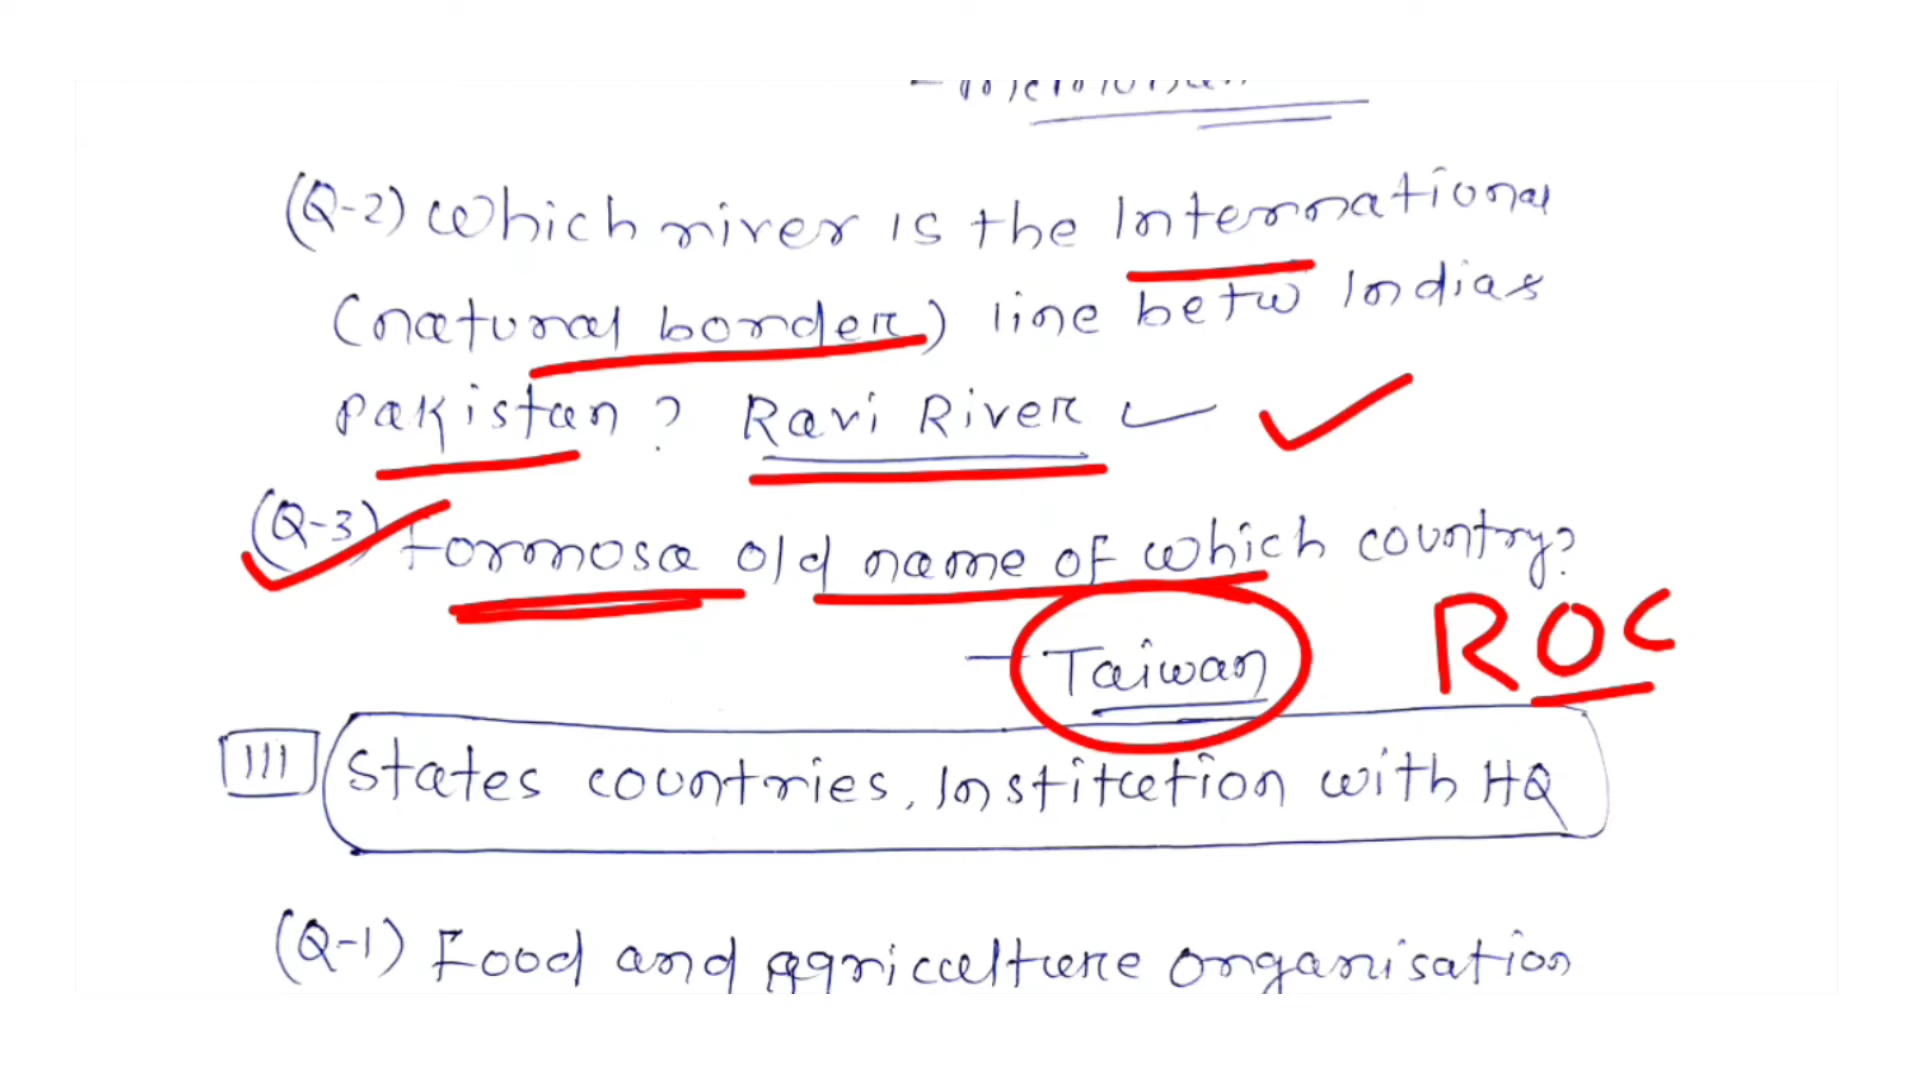 (Q-2) Which river is the International
(natural border) line betw India &
Pakistan? Ravi River
(Q-3) Formosa old name of which country?
- Taiwan
ROC
III States countries, Institution with HQ
(Q-1) Food and agriculture organisation